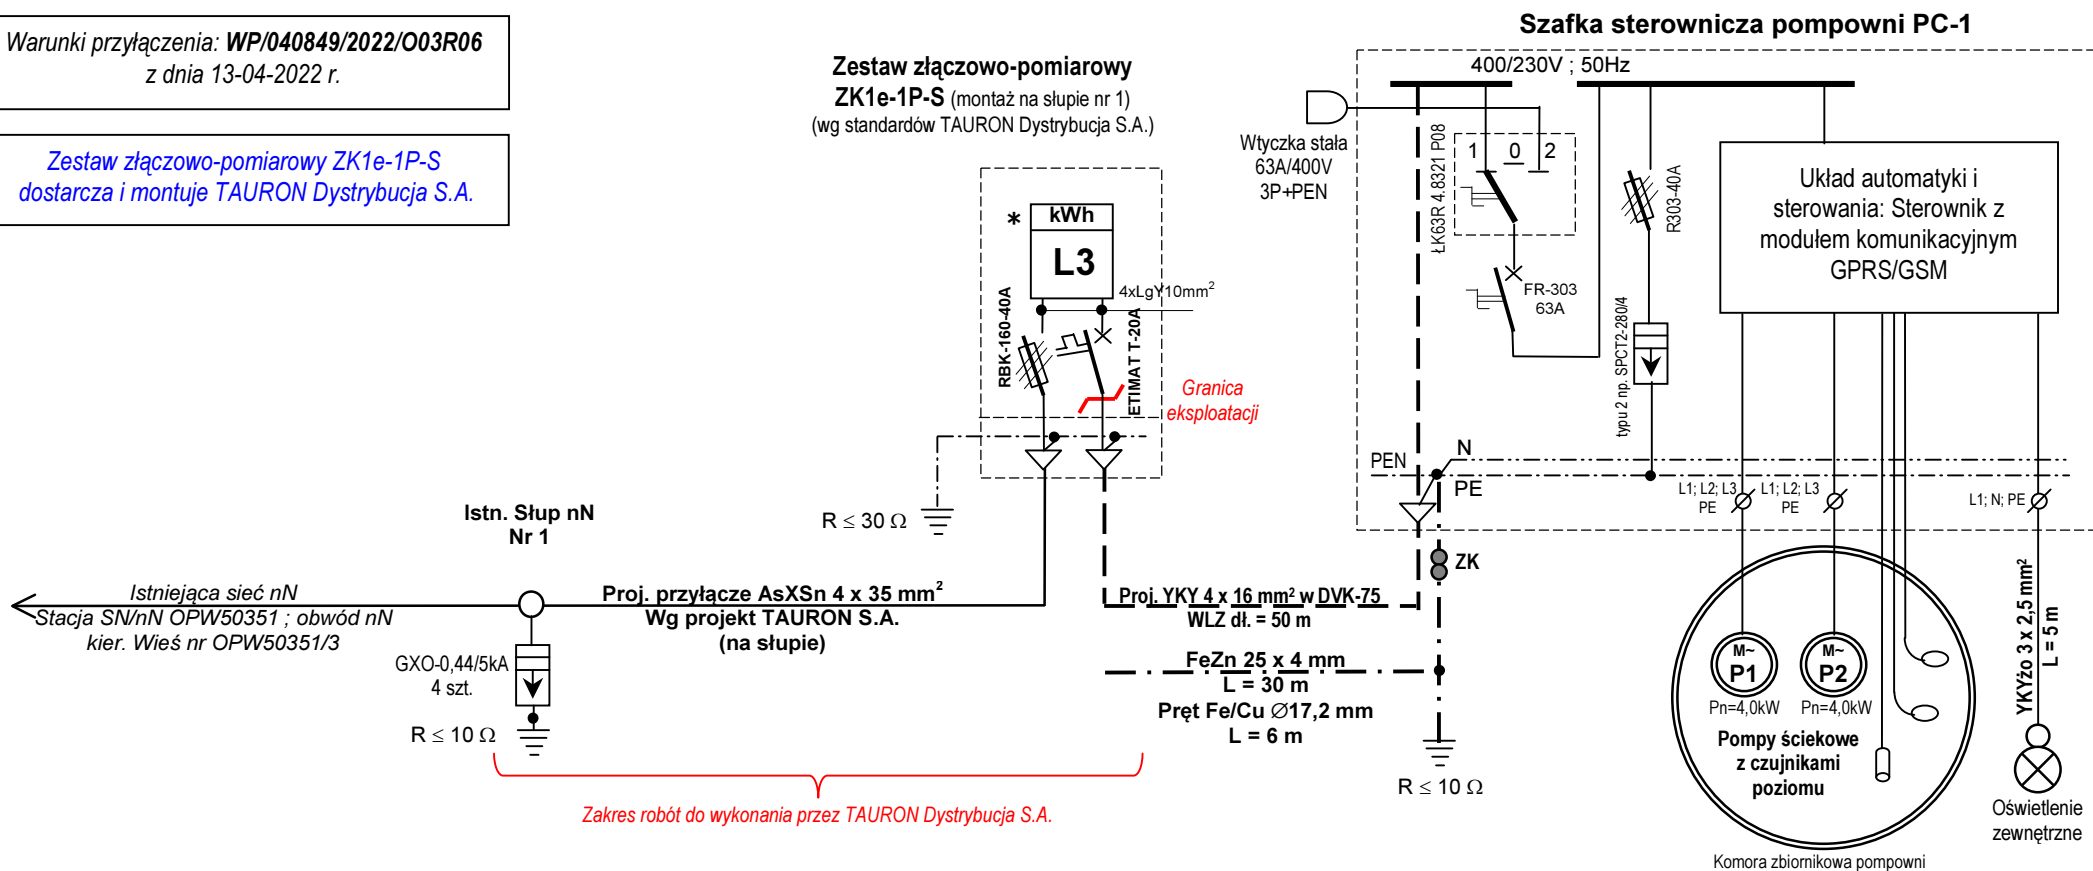 Warunki przyłączenia: WP/040849/2022/O03R06
z dnia 13-04-2022 r.
Zestaw złączowo-pomiarowy ZK1e-1P-S
dostarcza i montuje TAURON Dystrybucja S.A.
Zestaw złączowo-pomiarowy
ZK1e-1P-S (montaż na słupie nr 1)
(wg standardów TAURON Dystrybucja S.A.)
*
kWh
L3
4xLgY10mm²
RBK-160-40A
ETIMAT T-20A
Granica
eksploatacji
R ≤ 30 Ω
Istn. Słup nN
Nr 1
Istniejąca sieć nN
Stacja SN/nN OPW50351 ; obwód nN
kier. Wieś nr OPW50351/3
GXO-0,44/5kA
4 szt.
R ≤ 10 Ω
Proj. przyłącze AsXSn 4 x 35 mm²
Wg projekt TAURON S.A.
(na słupie)
Zakres robót do wykonania przez TAURON Dystrybucja S.A.
Proj. YKY 4 x 16 mm² w DVK-75
WLZ dł. = 50 m
FeZn 25 x 4 mm
L = 30 m
Pręt Fe/Cu ∅17,2 mm
L = 6 m
ZK
R ≤ 10 Ω
Szafka sterownicza pompowni PC-1
400/230V ; 50Hz
Wtyczka stała
63A/400V
3P+PEN
ŁK63R 4.8321 P08
1 0 2
FR-303
63A
R303-40A
typu 2 np. SPCT2-280/4
Układ automatyki i
sterowania: Sterownik z
modułem komunikacyjnym
GPRS/GSM
PEN
N
PE
L1; L2; L3
PE
L1; L2; L3
PE
L1; N; PE
M~
P1
Pn=4,0kW
M~
P2
Pn=4,0kW
Pompy ściekowe
z czujnikami
poziomu
Komora zbiornikowa pompowni
YKYżo 3 x 2,5 mm²
L = 5 m
Oświetlenie
zewnętrzne